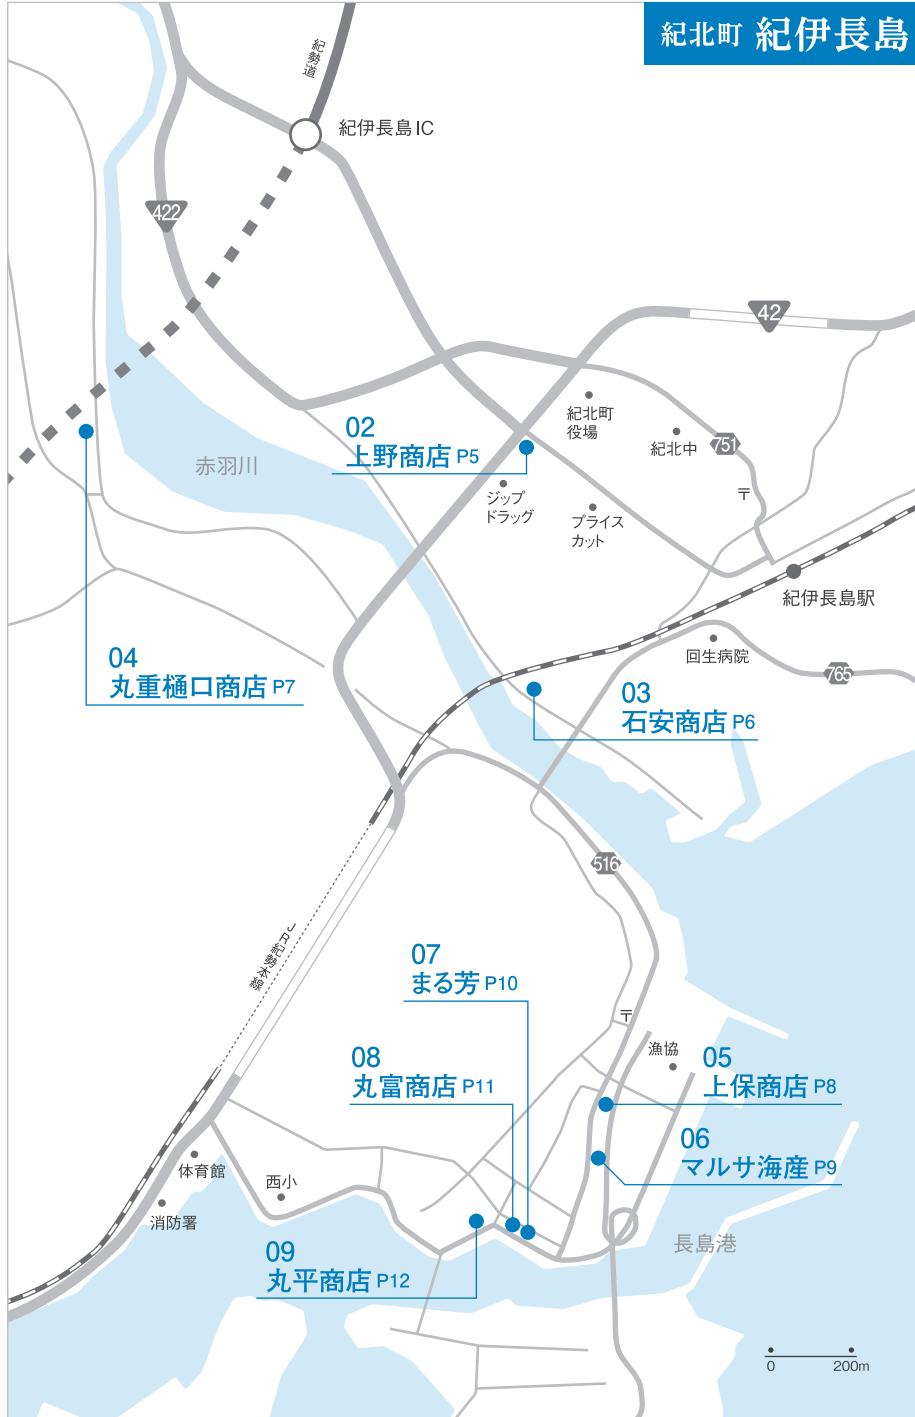 紀北町 紀伊長島
紀勢道
紀伊長島IC
422
42
紀北町
役場
紀北中
751
02
上野商店 P5
赤羽川
ジップ
ドラッグ
プライス
カット
〒
紀伊長島駅
回生病院
765
04
丸重樋口商店 P7
03
石安商店 P6
516
JR紀勢本線
07
まる芳 P10
〒
漁協
08
丸富商店 P11
05
上保商店 P8
06
マルサ海産 P9
体育館
西小
消防署
長島港
09
丸平商店 P12
0 200m